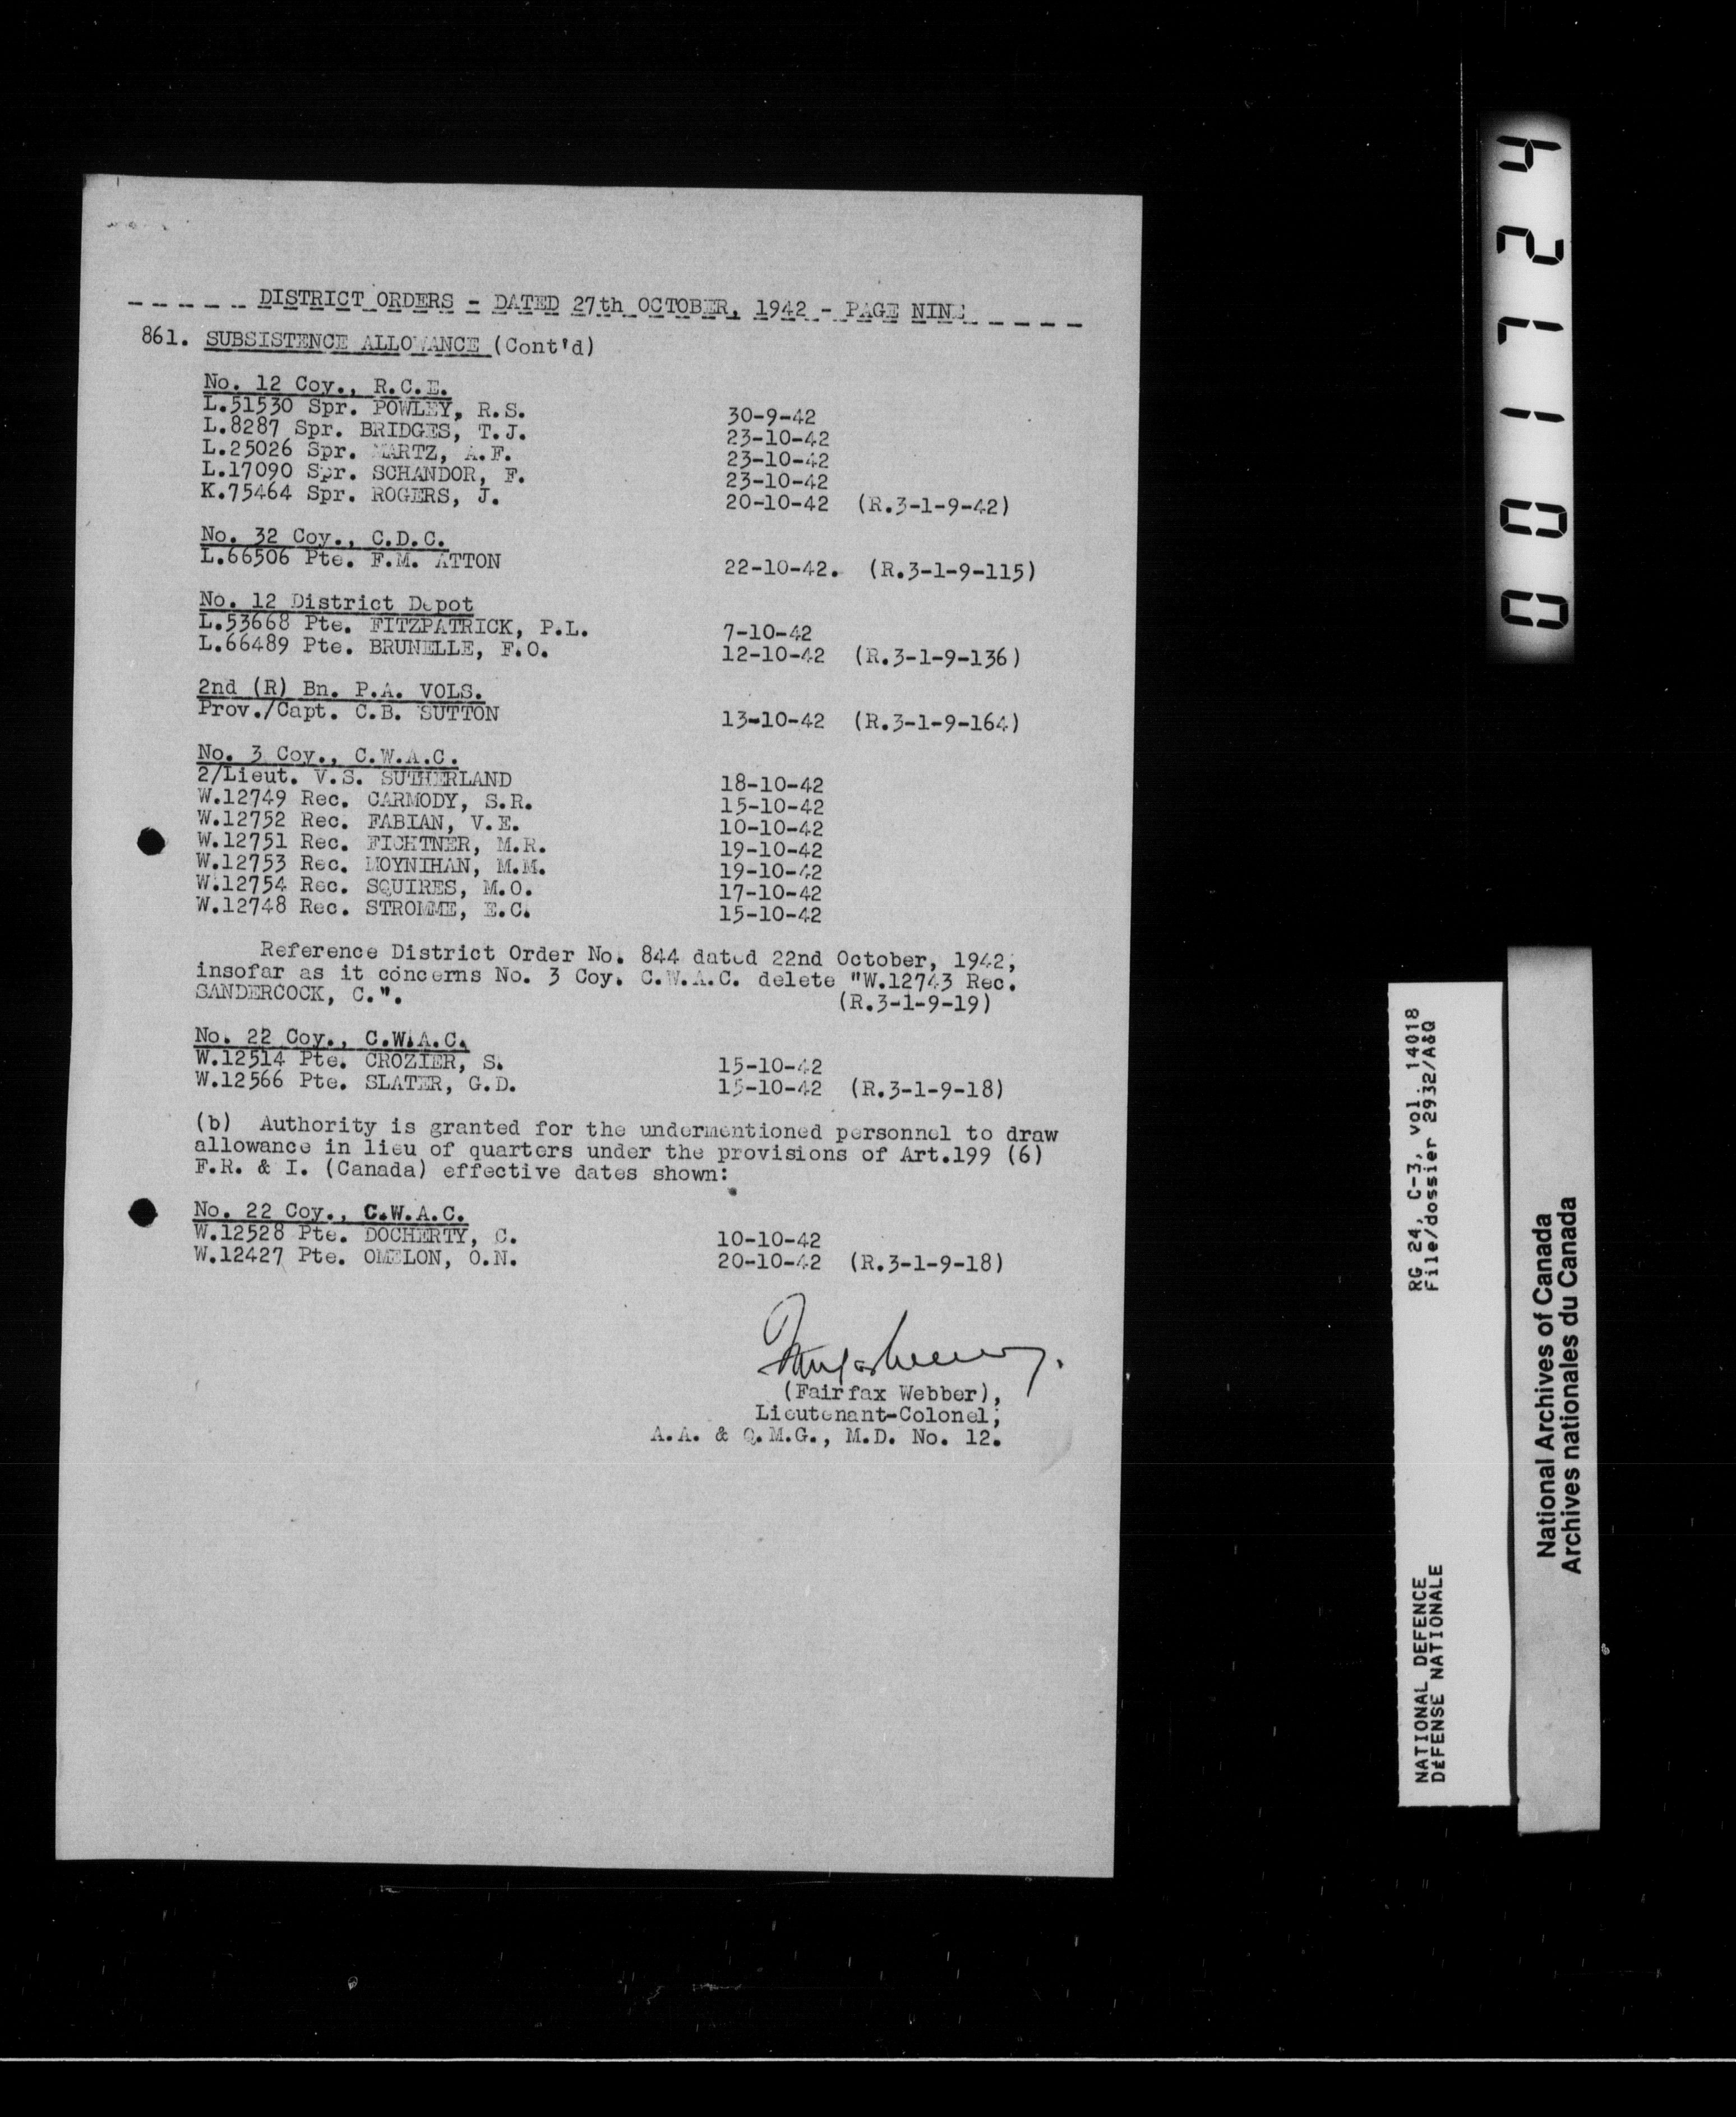 DISTRICT ORDERS - DATED 27th OCTOBER, 1942 - PAGE NINE
861. SUBSISTENCE ALLOWANCE (Cont'd)
No. 12 Coy., R.C.E.
L.51530 Spr. POWLEY, R.S. 30-9-42
L.8287 Spr. BRIDGES, T.J. 23-10-42
L.25026 Spr. MARTZ, A.F. 23-10-42
L.17090 Spr. SCHANDOR, F. 23-10-42
K.75464 Spr. ROGERS, J. 20-10-42 (R.3-1-9-42)
No. 32 Coy., C.D.C.
L.66506 Pte. F.M. ATTON 22-10-42. (R.3-1-9-115)
No. 12 District Depot
L.53668 Pte. FITZPATRICK, P.L. 7-10-42
L.66489 Pte. BRUNELLE, F.O. 12-10-42 (R.3-1-9-136)
2nd (R) Bn. P.A. VOLS.
Prov./Capt. C.B. SUTTON 13-10-42 (R.3-1-9-164)
No. 3 Coy., C.W.A.C.
2/Lieut. V.S. SUTHERLAND 18-10-42
W.12749 Rec. CARMODY, S.R. 15-10-42
W.12752 Rec. FABIAN, V.E. 10-10-42
W.12751 Rec. FICHTNER, M.R. 19-10-42
W.12753 Rec. MOYNIHAN, M.M. 19-10-42
W.12754 Rec. SQUIRES, M.O. 17-10-42
W.12748 Rec. STROMME, E.C. 15-10-42
Reference District Order No. 844 dated 22nd October, 1942,
insofar as it concerns No. 3 Coy. C.W.A.C. delete "W.12743 Rec.
SANDERCOCK, C.". (R.3-1-9-19)
No. 22 Coy., C.W.A.C.
W.12514 Pte. CROZIER, S. 15-10-42
W.12566 Pte. SLATER, G.D. 15-10-42 (R.3-1-9-18)
(b) Authority is granted for the undermentioned personnel to draw
allowance in lieu of quarters under the provisions of Art.199 (6)
F.R. & I. (Canada) effective dates shown:
No. 22 Coy., C.W.A.C.
W.12528 Pte. DOCHERTY, C. 10-10-42
W.12427 Pte. OMELON, O.N. 20-10-42 (R.3-1-9-18)
(Fairfax Webber),
Lieutenant-Colonel,
A.A. & Q.M.G., M.D. No. 12.
001724
RG 24, C-3, vol. 14018
File/dossier 2932/A&Q
NATIONAL DEFENCE
DÉFENSE NATIONALE
National Archives of Canada
Archives nationales du Canada